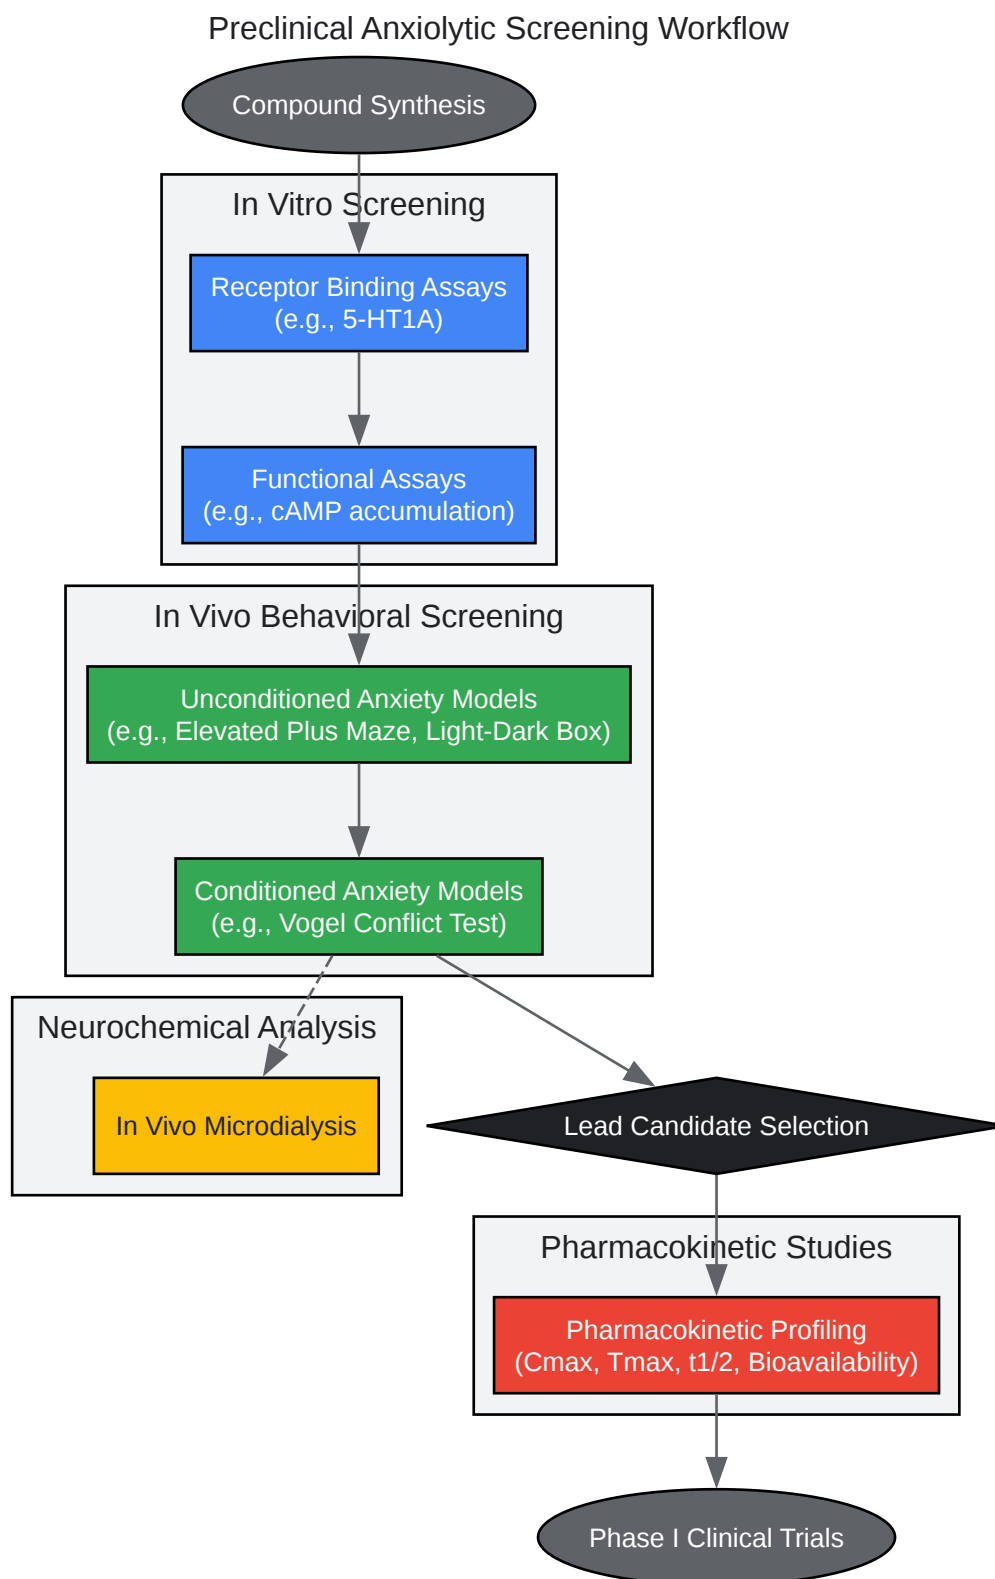 Preclinical Anxiolytic Screening Workflow
Compound Synthesis
In Vitro Screening
Receptor Binding Assays
(e.g., 5-HT1A)
Functional Assays
(e.g., cAMP accumulation)
In Vivo Behavioral Screening
Unconditioned Anxiety Models
(e.g., Elevated Plus Maze, Light-Dark Box)
Conditioned Anxiety Models
(e.g., Vogel Conflict Test)
Neurochemical Analysis
In Vivo Microdialysis
Lead Candidate Selection
Pharmacokinetic Studies
Pharmacokinetic Profiling
(Cmax, Tmax, t1/2, Bioavailability)
Phase I Clinical Trials